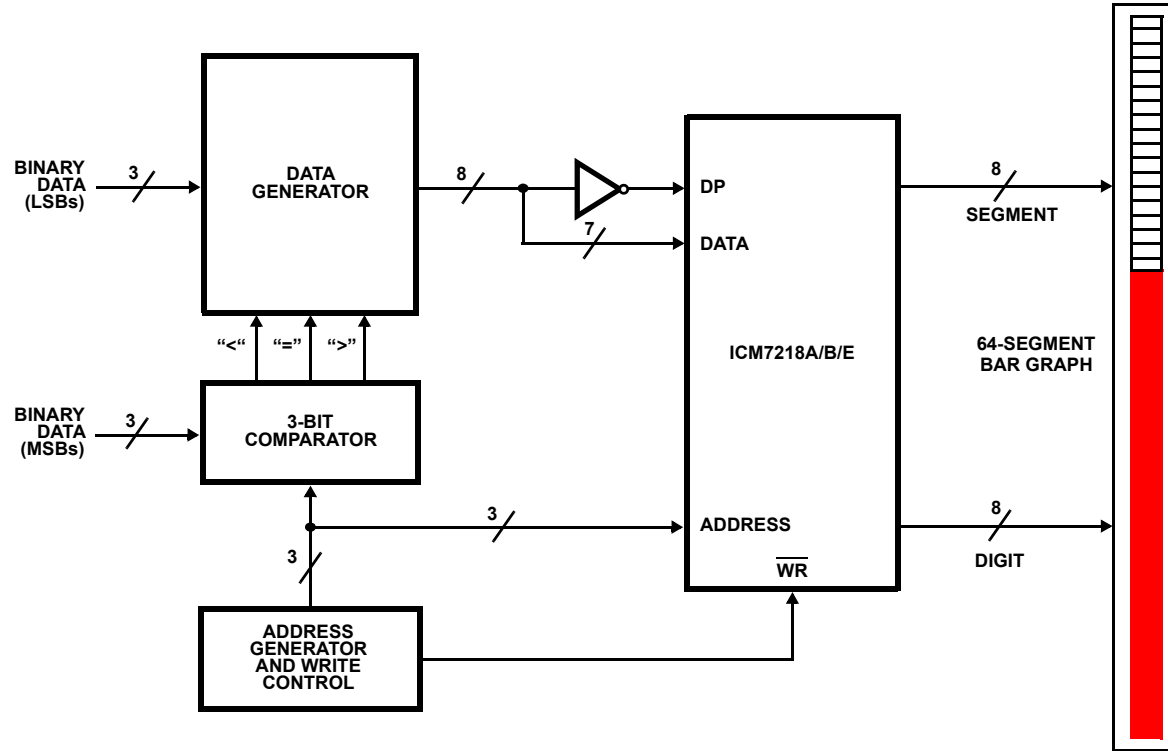 BINARY
DATA
(LSBs)
3
DATA
GENERATOR
8
7
DP
DATA
8
SEGMENT
“<“
“=”
“>”
ICM7218A/B/E
64-SEGMENT
BAR GRAPH
BINARY
DATA
(MSBs)
3
3-BIT
COMPARATOR
3
3
ADDRESS
WR
8
DIGIT
ADDRESS
GENERATOR
AND WRITE
CONTROL